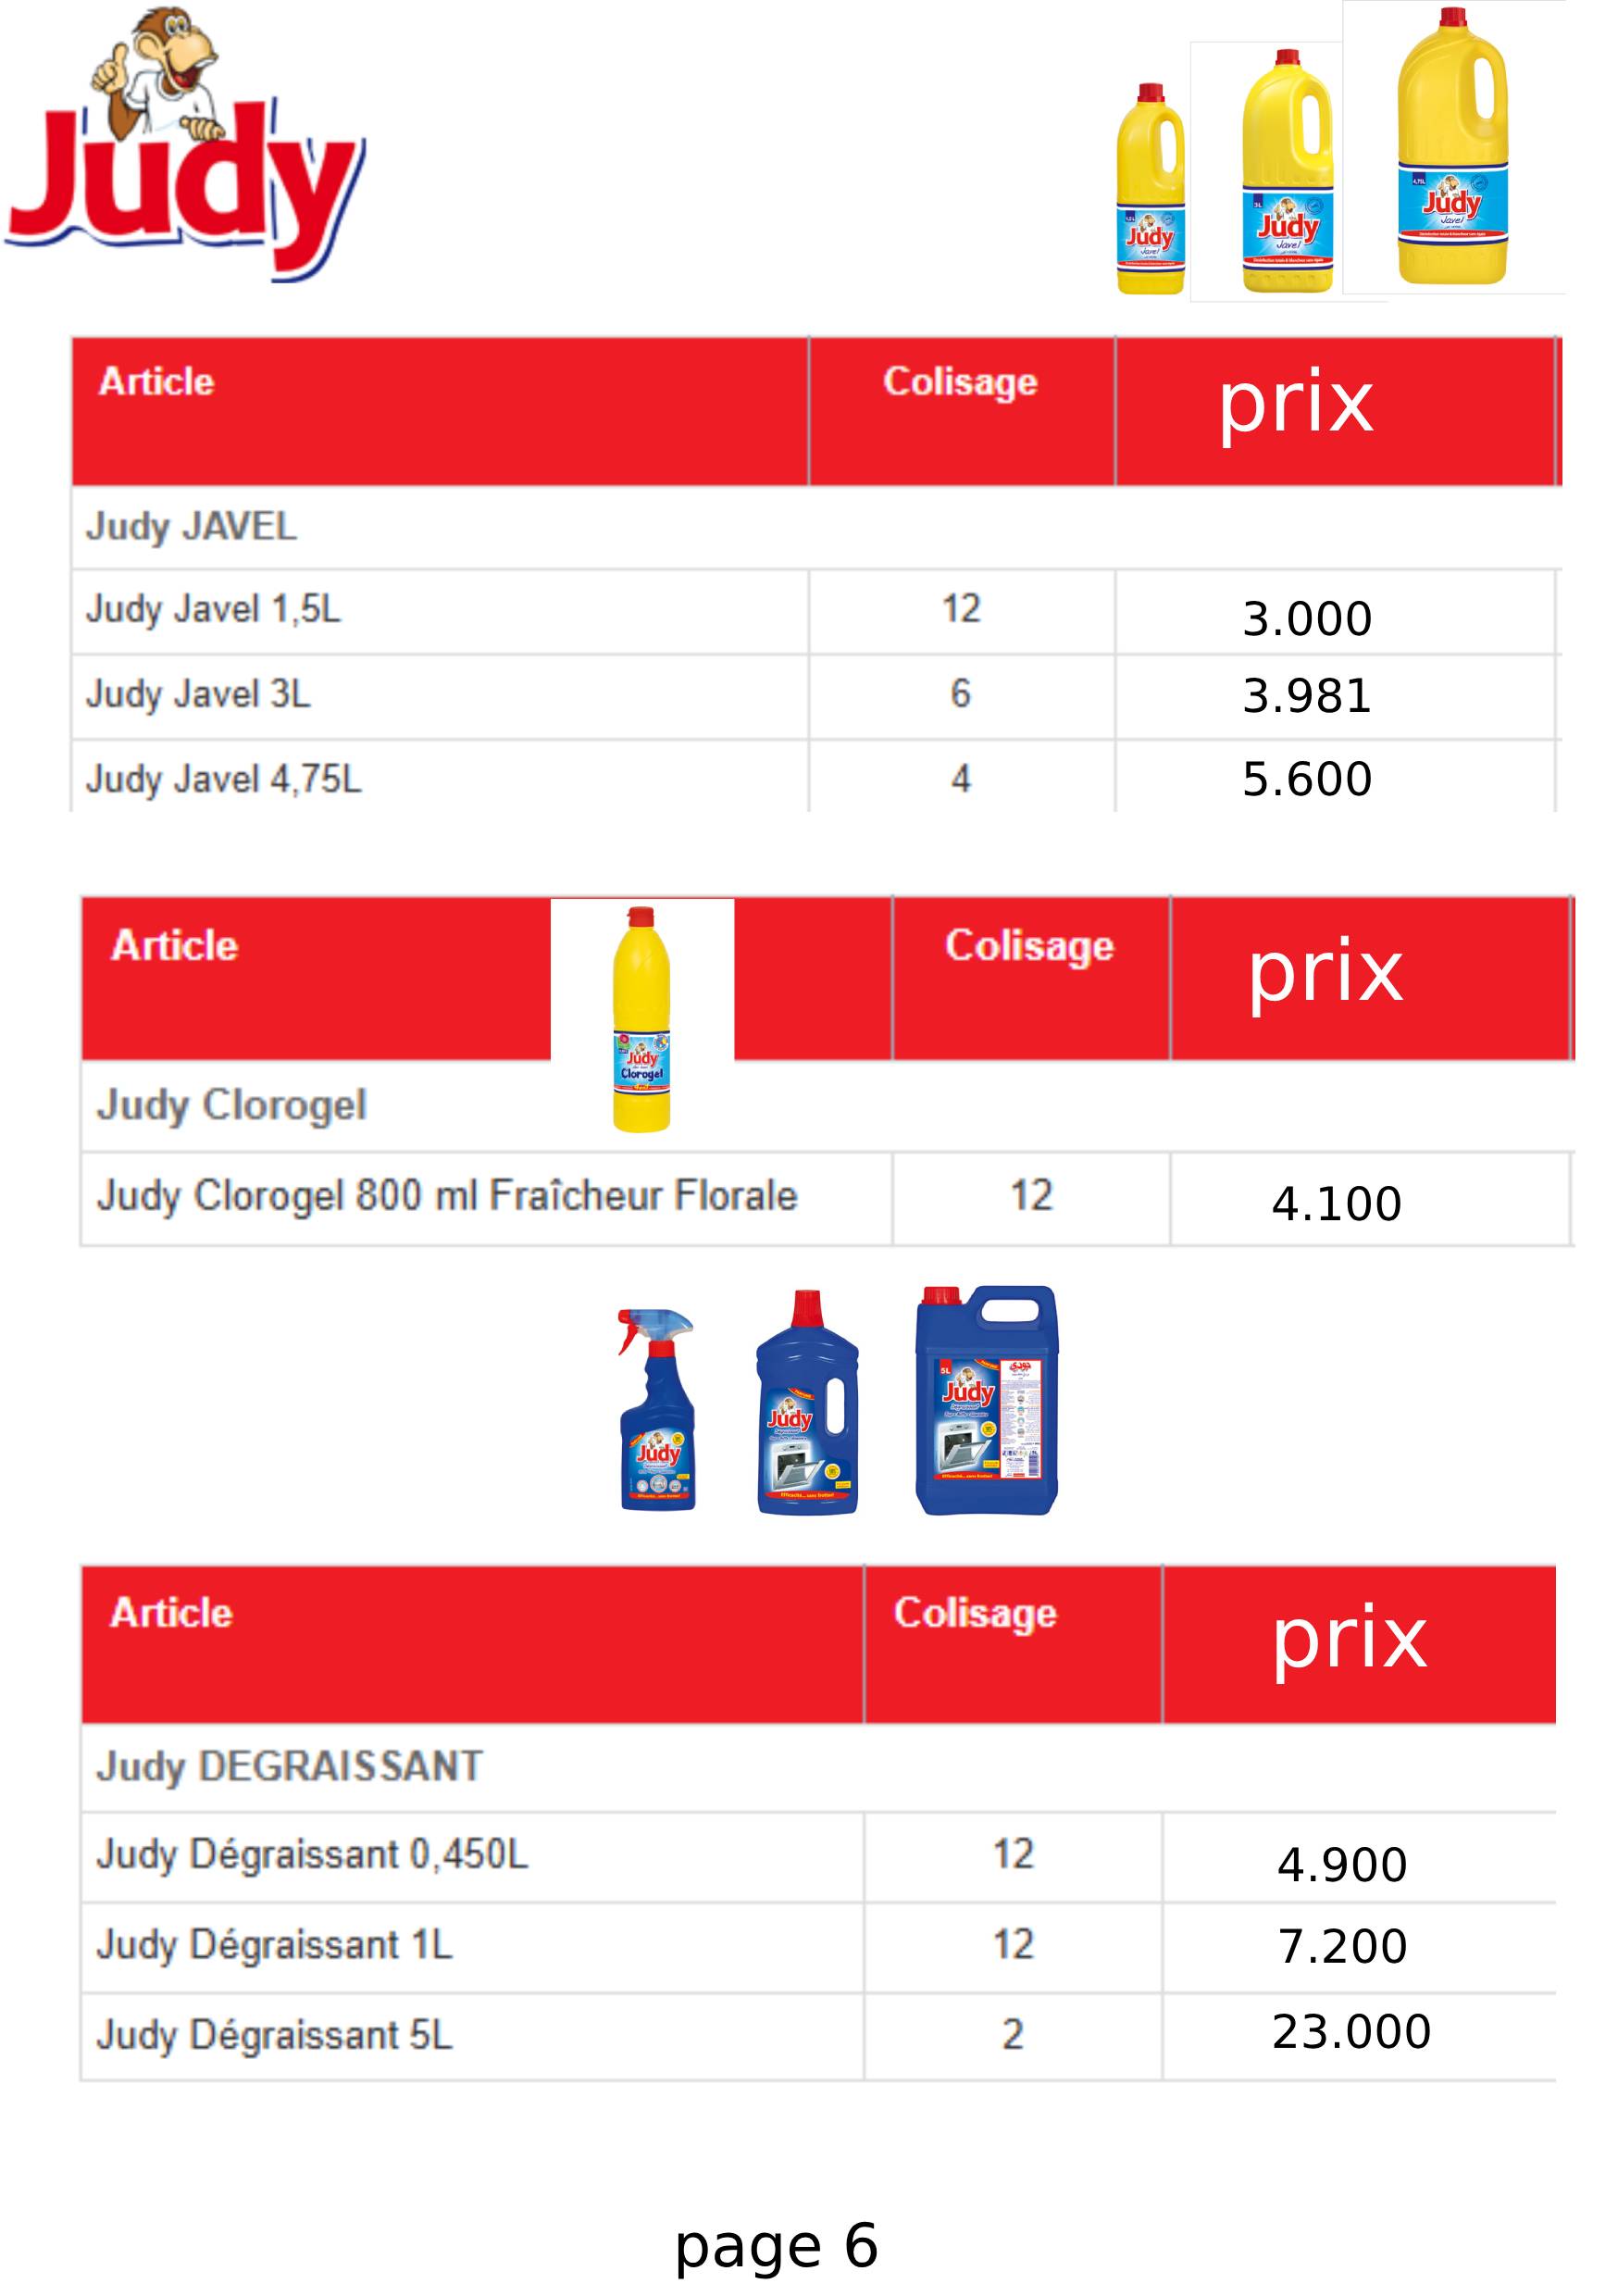 Judy
Judy Javel
Judy Javel
4,75L Judy Javel
Article Colisage prix
Judy JAVEL
Judy Javel 1,5L 12 3.000
Judy Javel 3L 6 3.981
Judy Javel 4,75L 4 5.600
Article Colisage prix
Judy Clorogel
Judy Clorogel
Judy Clorogel 800 ml Fraîcheur Florale 12 4.100
Judy
Judy
5L Judy جودي
Article Colisage prix
Judy DEGRAISSANT
Judy Dégraissant 0,450L 12 4.900
Judy Dégraissant 1L 12 7.200
Judy Dégraissant 5L 2 23.000
page 6